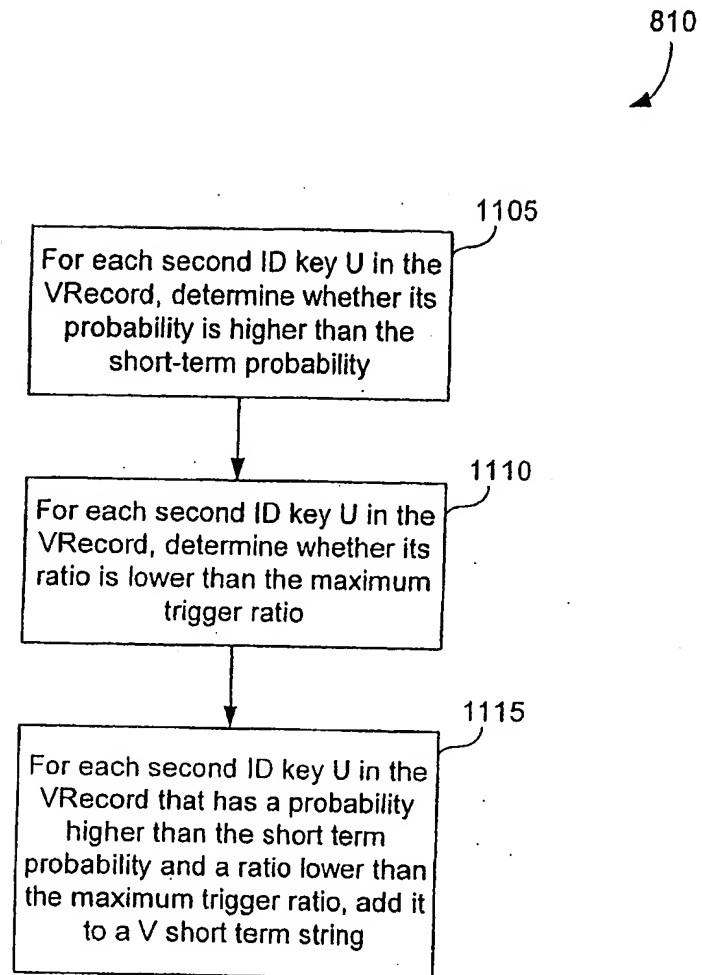 810
1105
For each second ID key U in the
VRecord, determine whether its
probability is higher than the
short-term probability
1110
For each second ID key U in the
VRecord, determine whether its
ratio is lower than the maximum
trigger ratio
1115
For each second ID key U in the
VRecord that has a probability
higher than the short term
probability and a ratio lower than
the maximum trigger ratio, add it
to a V short term string